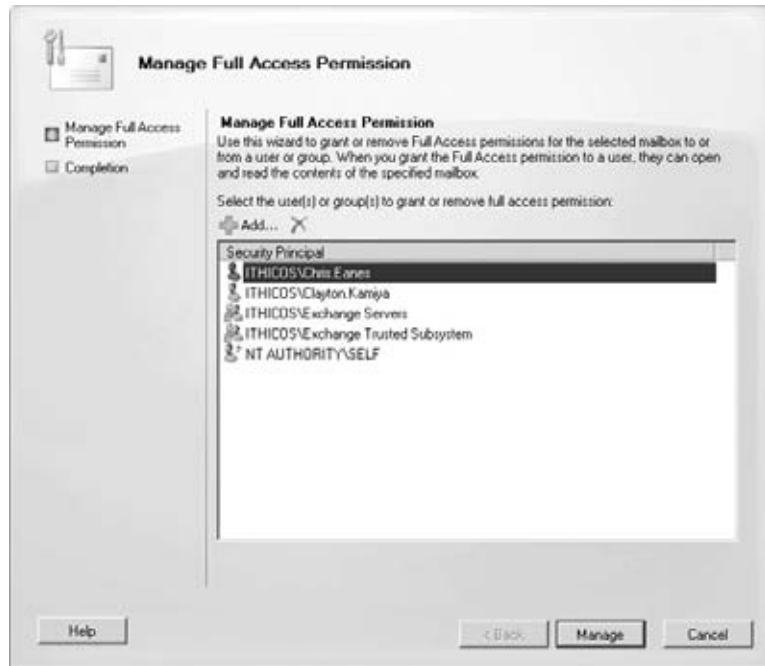 Manage Full Access Permission
Manage Full Access
Permission
Completion
Manage Full Access Permission
Use this wizard to grant or remove Full Access permissions for the selected mailbox to or
from a user or group. When you grant the Full Access permission to a user, they can open
and read the contents of the specified mailbox.
Select the user(s) or group(s) to grant or remove full access permission:
Add...
Security Principal
ITHICOS\Chris.Eanes
ITHICOS\Clayton.Kamiya
ITHICOS\Exchange Servers
ITHICOS\Exchange Trusted Subsystem
NT AUTHORITY\SELF
Help
< Back
Manage
Cancel